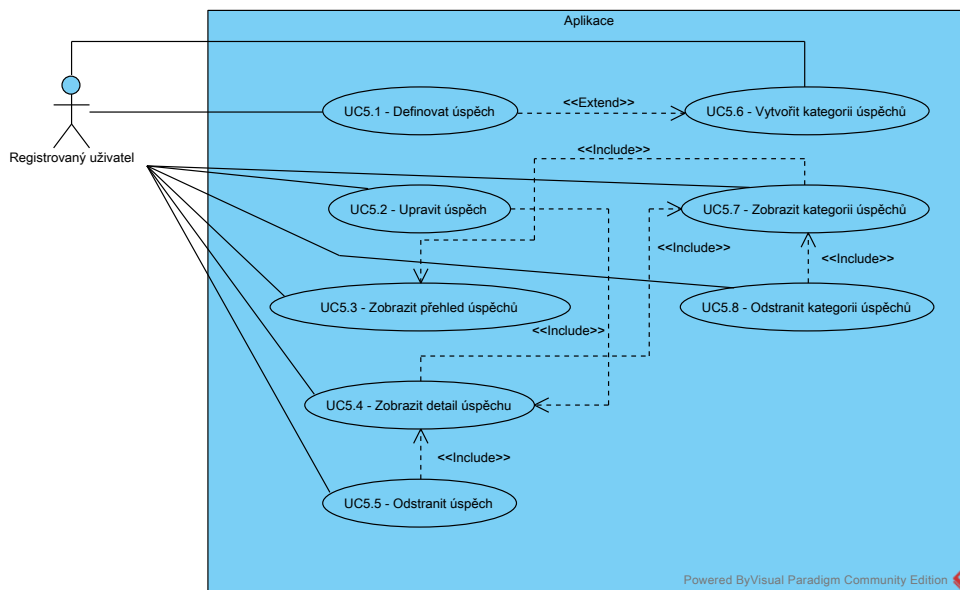 Aplikace
UC5.1 - Definovat úspěch
<<Extend>>
UC5.6 - Vytvořit kategorii úspěchů
Registrovaný uživatel
<<Include>>
UC5.2 - Upravit úspěch
UC5.7 - Zobrazit kategorii úspěchů
<<Include>>
<<Include>>
UC5.3 - Zobrazit přehled úspěchů
UC5.8 - Odstranit kategorii úspěchů
<<Include>>
UC5.4 - Zobrazit detail úspěchu
<<Include>>
UC5.5 - Odstranit úspěch
Powered ByVisual Paradigm Community Edition